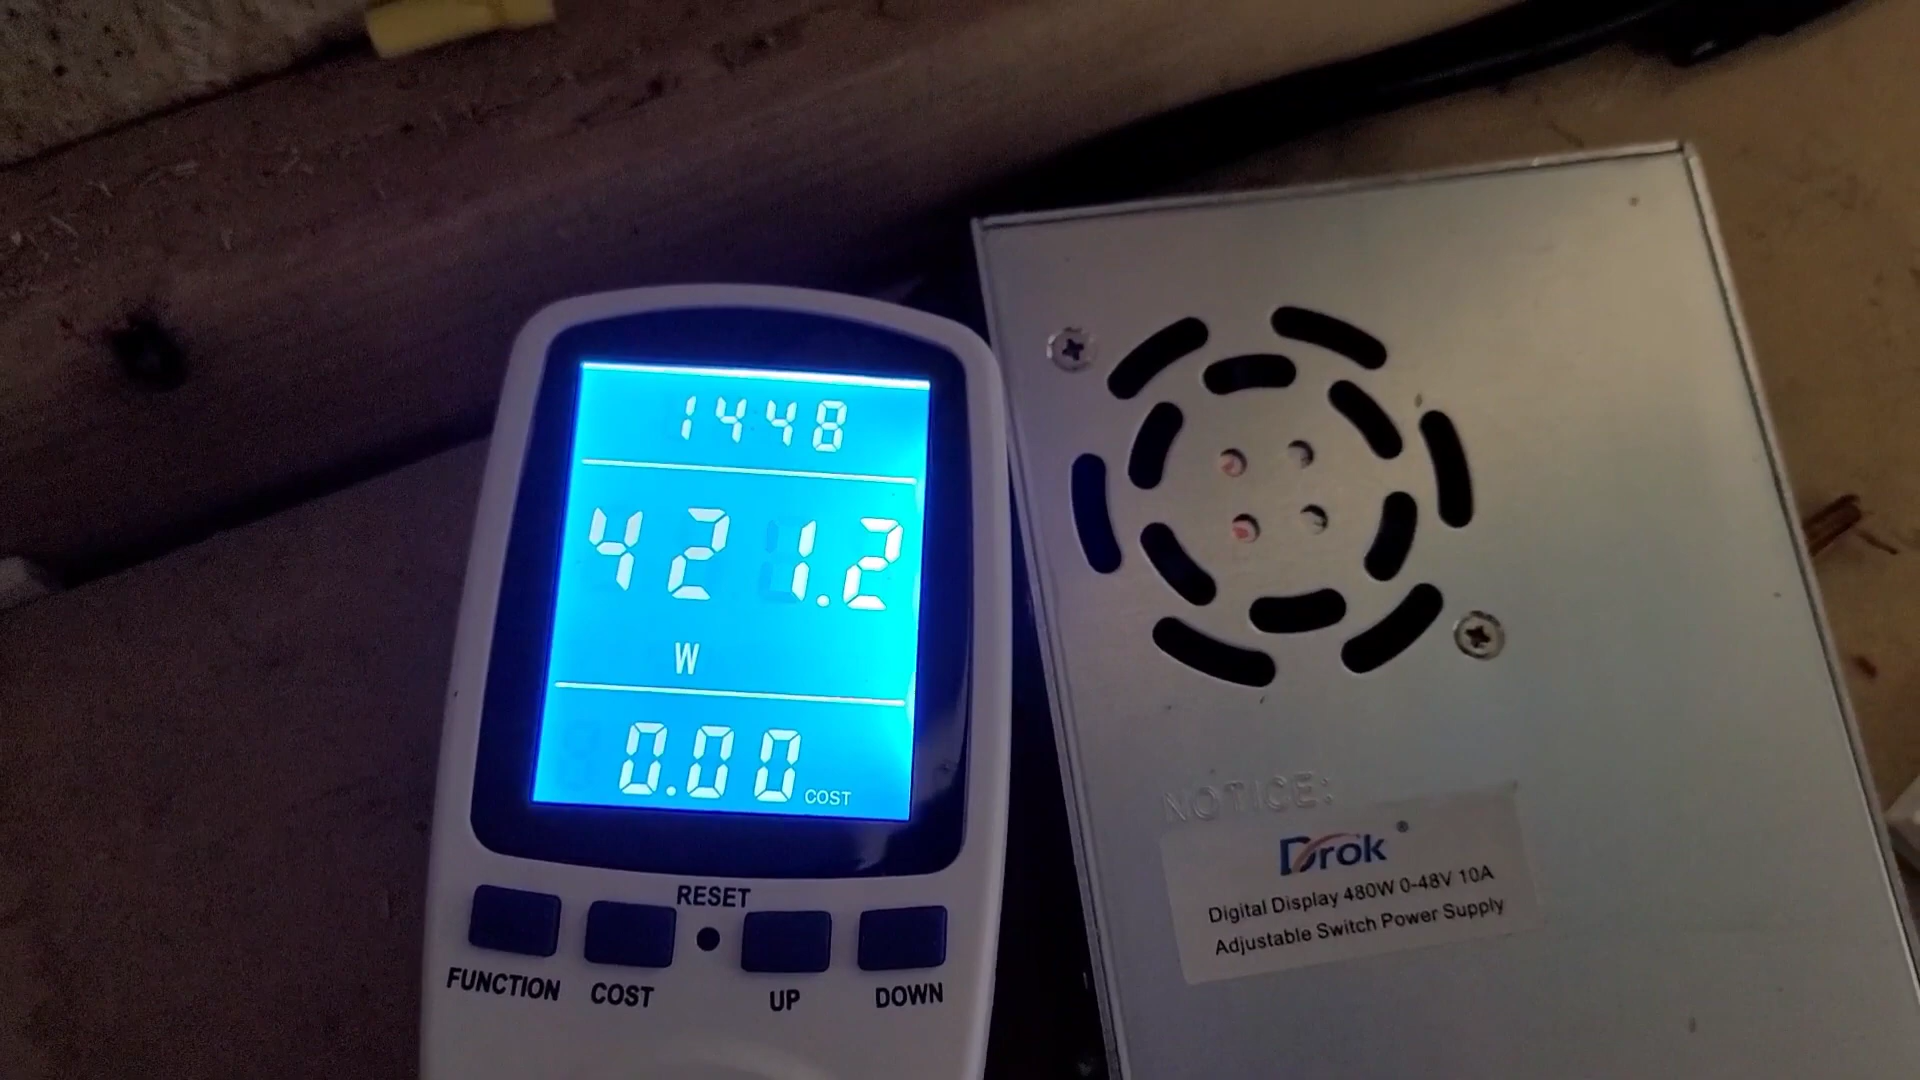 1448
421.2
W
0.00 COST
RESET
FUNCTION COST UP DOWN
NOTICE:
Drok®
Digital Display 480W 0-48V 10A
Adjustable Switch Power Supply